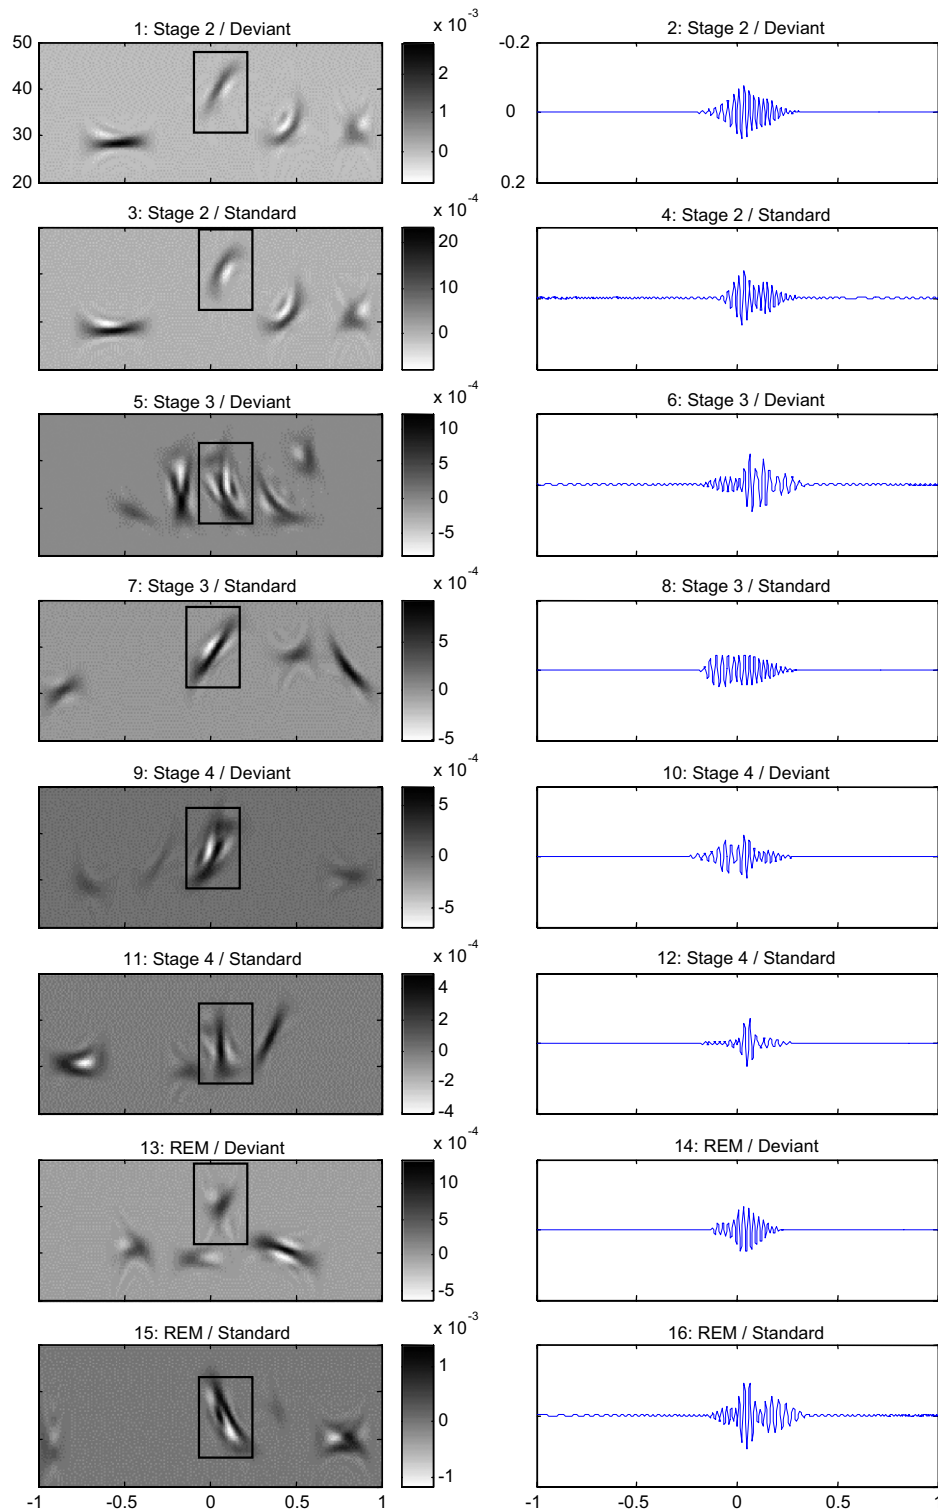 1: Stage 2 / Deviant
50
40
30
20
x 10-3
2
1
0
2: Stage 2 / Deviant
-0.2
0
0.2
3: Stage 2 / Standard
x 10-4
20
10
0
4: Stage 2 / Standard
5: Stage 3 / Deviant
x 10-4
10
5
0
-5
6: Stage 3 / Deviant
7: Stage 3 / Standard
x 10-4
5
0
-5
8: Stage 3 / Standard
9: Stage 4 / Deviant
x 10-4
5
0
-5
10: Stage 4 / Deviant
11: Stage 4 / Standard
x 10-4
4
2
0
-2
-4
12: Stage 4 / Standard
13: REM / Deviant
x 10-4
10
5
0
-5
14: REM / Deviant
15: REM / Standard
x 10-3
1
0
-1
16: REM / Standard
-1 -0.5 0 0.5 1
-1 -0.5 0 0.5 1